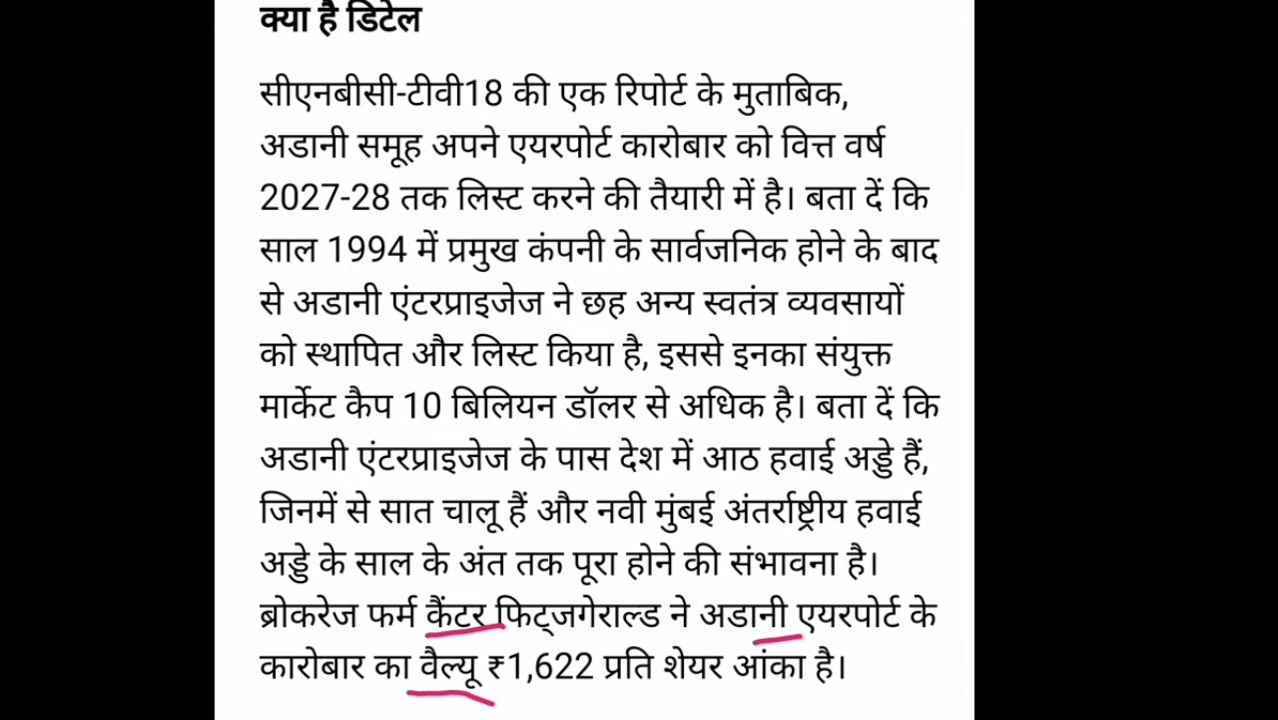 क्या है डिटेल
सीएनबीसी-टीवी18 की एक रिपोर्ट के मुताबिक,
अडानी समूह अपने एयरपोर्ट कारोबार को वित्त वर्ष
2027-28 तक लिस्ट करने की तैयारी में है। बता दें कि
साल 1994 में प्रमुख कंपनी के सार्वजनिक होने के बाद
से अडानी एंटरप्राइजेज ने छह अन्य स्वतंत्र व्यवसायों
को स्थापित और लिस्ट किया है, इससे इनका संयुक्त
मार्केट कैप 10 बिलियन डॉलर से अधिक है। बता दें कि
अडानी एंटरप्राइजेज के पास देश में आठ हवाई अड्डे हैं,
जिनमें से सात चालू हैं और नवी मुंबई अंतर्राष्ट्रीय हवाई
अड्डे के साल के अंत तक पूरा होने की संभावना है।
ब्रोकरेज फर्म कैंटर फिट्जगेराल्ड ने अडानी एयरपोर्ट के
कारोबार का वैल्यू ₹1,622 प्रति शेयर आंका है।